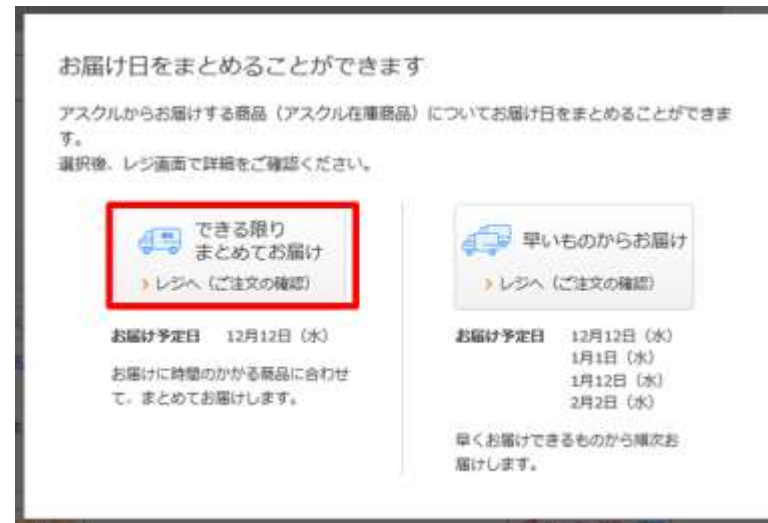 お届け日をまとめることができます
アスクルからお届けする商品（アスクル在庫商品）についてお届け日をまとめることができま
す。
選択後、レジ画面で詳細をご確認ください。
できる限り
まとめてお届け
レジへ（ご注文の確認）
お届け予定日 12月12日（水）
お届けに時間のかかる商品に合わせ
て、まとめてお届けします。
早いものからお届け
レジへ（ご注文の確認）
お届け予定日 12月12日（水）
1月1日（水）
1月12日（水）
2月2日（水）
早くお届けできるものから順次お
届けします。